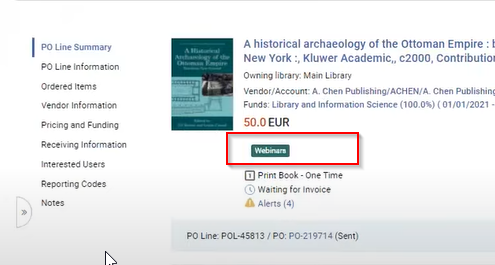 PO Line Summary
PO Line Information
Ordered Items
Vendor Information
Pricing and Funding
Receiving Information
Interested Users
Reporting Codes
Notes
A Historical
Archaeology of the
Ottoman Empire
A historical archaeology of the Ottoman Empire : b
New York :, Kluwer Academic,, c2000, Contribution
Owning library: Main Library
Vendor/Account: A. Chen Publishing/ACHEN/A. Chen Publishing
Funds: Library and Information Science (100.0%) ( 01/01/2021 -
50.0 EUR
Webinars
Print Book - One Time
Waiting for Invoice
Alerts (4)
PO Line: POL-45813 / PO: PO-219714 (Sent)